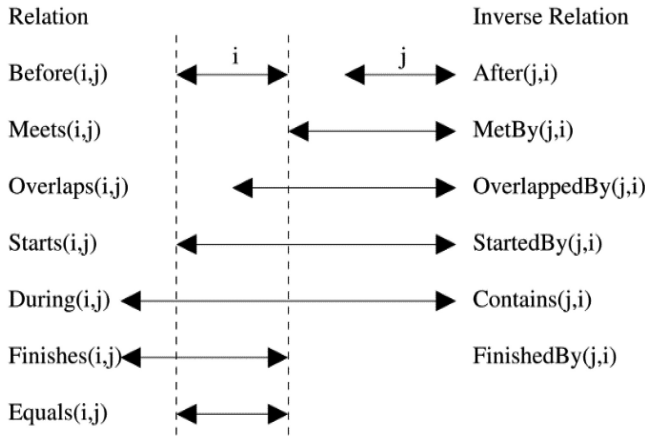 Relation Inverse Relation
Before(i,j) i j After(j,i)
Meets(i,j) MetBy(j,i)
Overlaps(i,j) OverlappedBy(j,i)
Starts(i,j) StartedBy(j,i)
During(i,j) Contains(j,i)
Finishes(i,j) FinishedBy(j,i)
Equals(i,j)